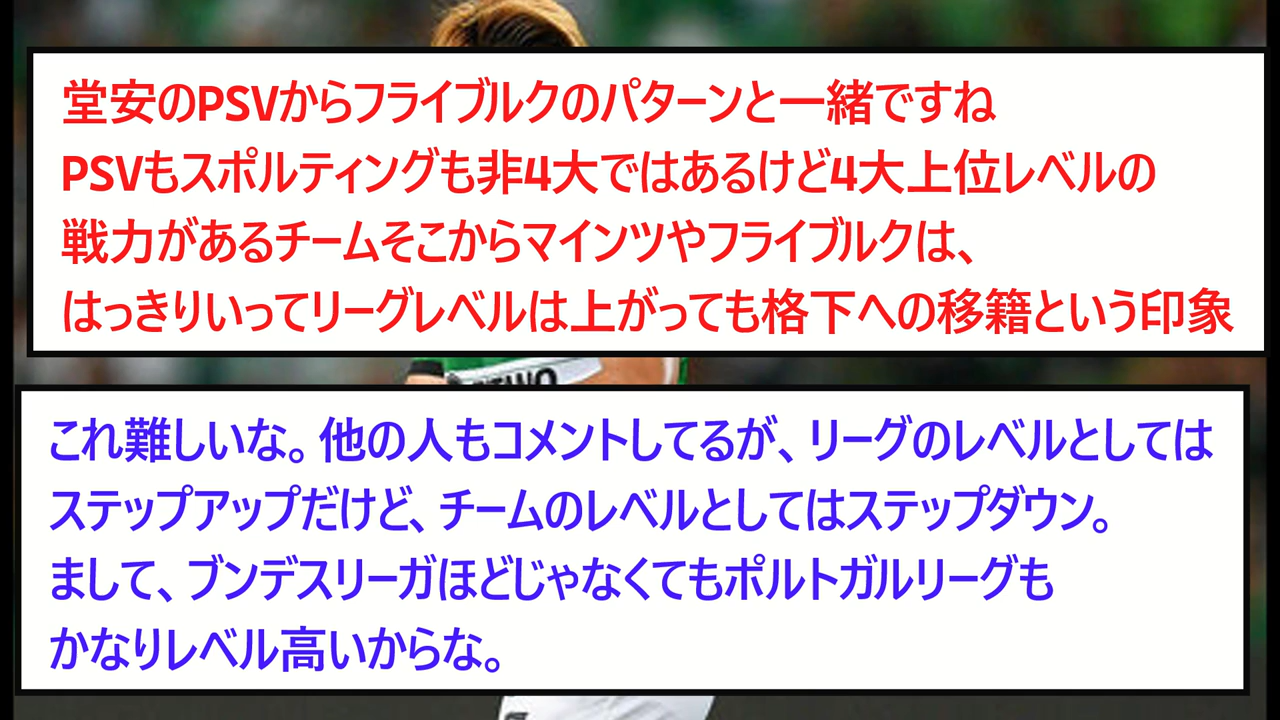 堂安のPSVからフライブルクのパターンと一緒ですね
PSVもスポルティングも非4大ではあるけど4大上位レベルの
戦力があるチームそこからマインツやフライブルクは、
はっきりいってリーグレベルは上がっても格下への移籍という印象
これ難しいな。他の人もコメントしてるが、リーグのレベルとしては
ステップアップだけど、チームのレベルとしてはステップダウン。
まして、ブンデスリーガほどじゃなくてもポルトガルリーグも
かなりレベル高いからな。